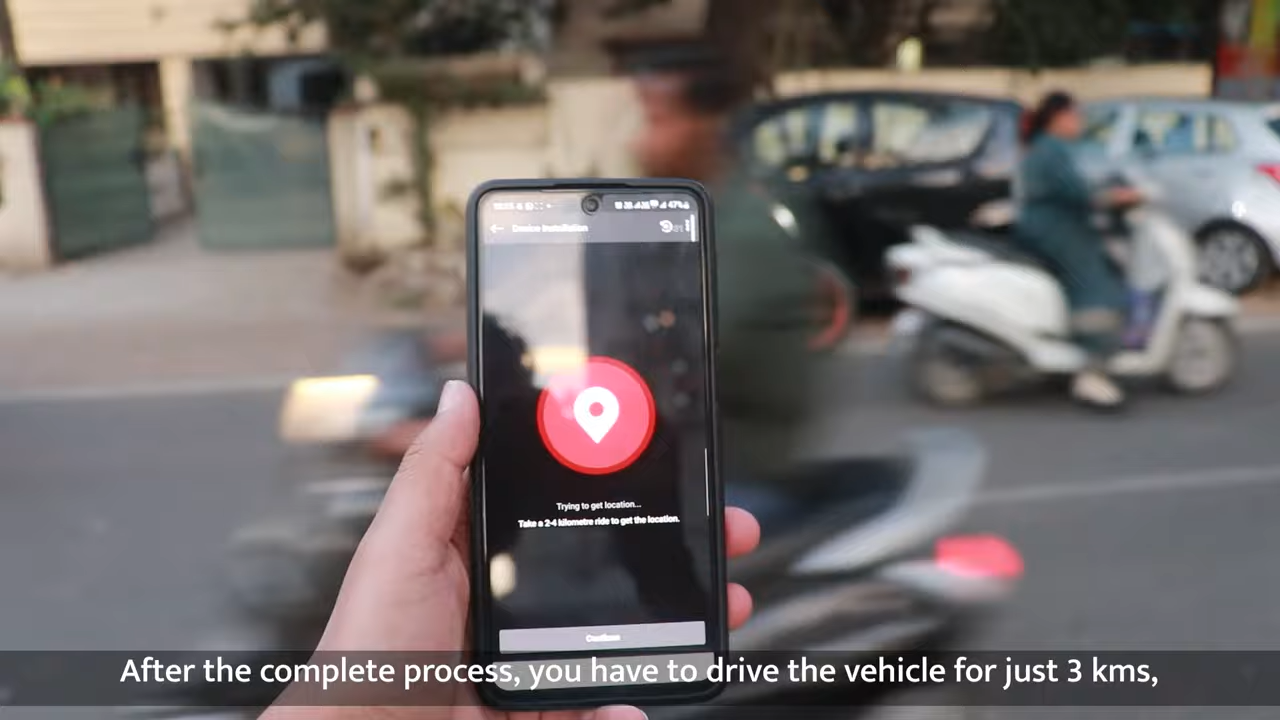 Device Installation
Trying to get location...
Take a 2-4 kilometre ride to get the location.
Continue
After the complete process, you have to drive the vehicle for just 3 kms,